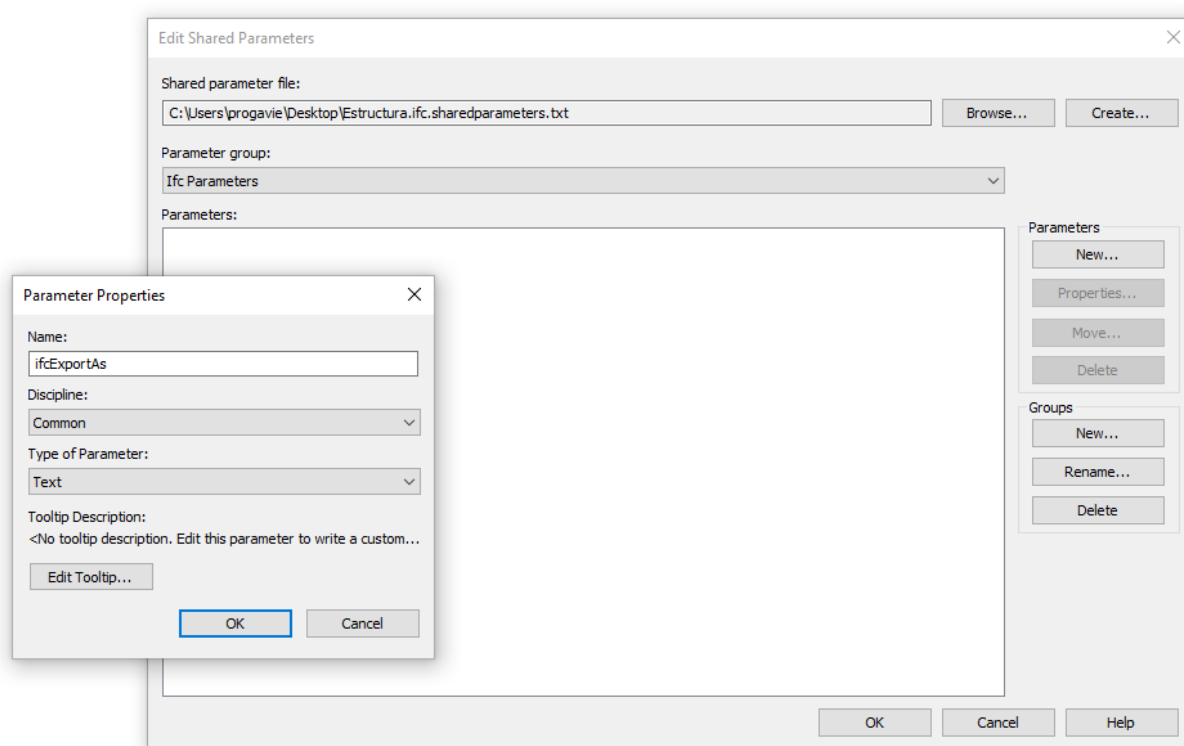 Edit Shared Parameters
Shared parameter file:
C:\Users\progavie\Desktop\Estructura.ifc.sharedparameters.txt
Browse...
Create...
Parameter group:
Ifc Parameters
Parameters:
Parameters
New...
Properties...
Move...
Delete
Groups
New...
Rename...
Delete
Parameter Properties
Name:
ifcExportAs
Discipline:
Common
Type of Parameter:
Text
Tooltip Description:
<No tooltip description. Edit this parameter to write a custom...
Edit Tooltip...
OK
Cancel
OK
Cancel
Help